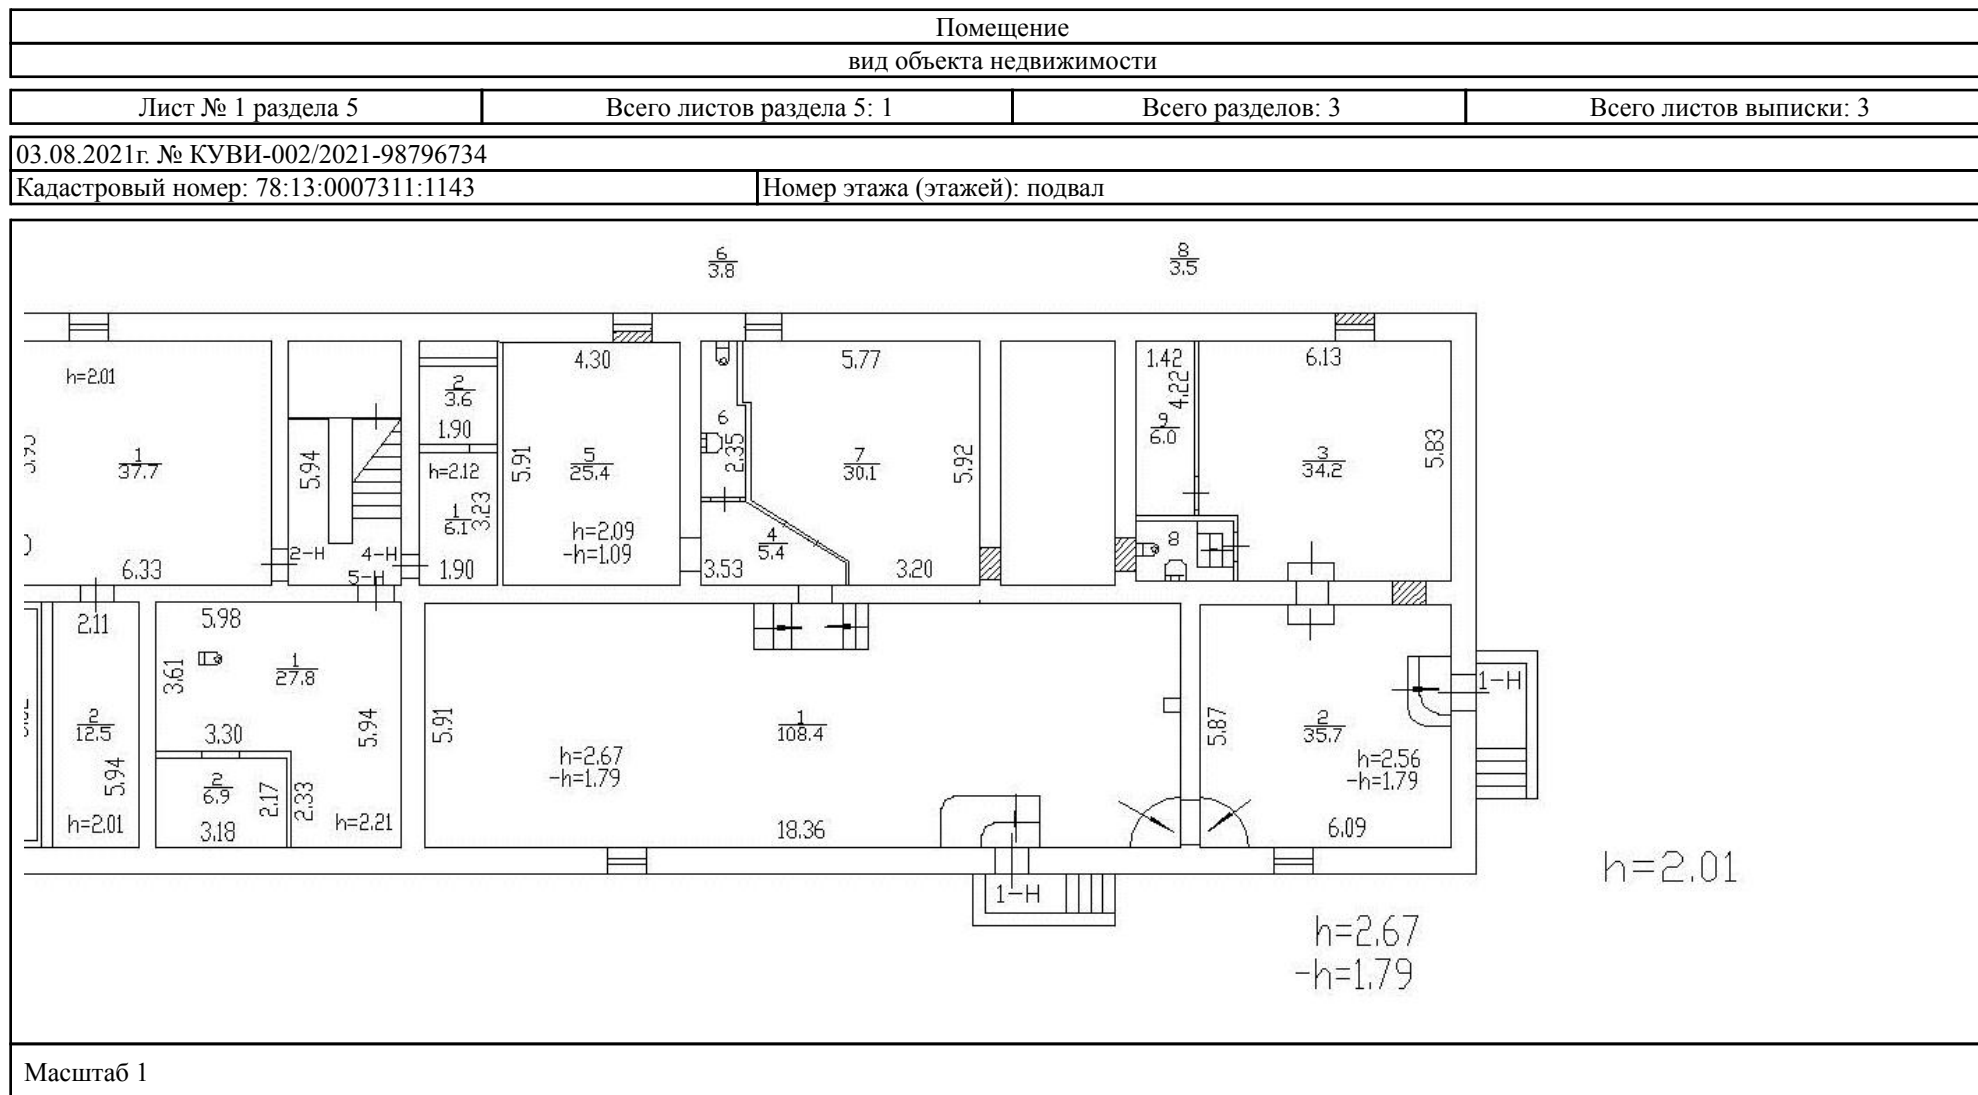 Помещение
вид объекта недвижимости
Лист № 1 раздела 5
Всего листов раздела 5: 1
Всего разделов: 3
Всего листов выписки: 3
03.08.2021г. № КУВИ-002/2021-98796734
Кадастровый номер: 78:13:0007311:1143
Номер этажа (этажей): подвал
6
3.8
8
3.5
h=2.01
1
37.7
6.33
5.94
2-Н
4-Н
5-Н
2
3.6
1.90
h=2.12
1
6.1
3.23
1.90
4.30
5.91
5
25.4
h=2.09
-h=1.09
6
2.35
4
5.4
3.53
5.77
7
30.1
5.92
3.20
1.42
4.22
9
6.0
8
6.13
3
34.2
5.83
2.11
2
12.5
5.94
h=2.01
5.98
3.61
1
27.8
3.30
5.94
2
6.9
2.17
2.33
3.18
h=2.21
5.91
1
108.4
h=2.67
-h=1.79
18.36
1-Н
5.87
2
35.7
h=2.56
-h=1.79
6.09
1-Н
h=2.01
h=2.67
-h=1.79
Масштаб 1